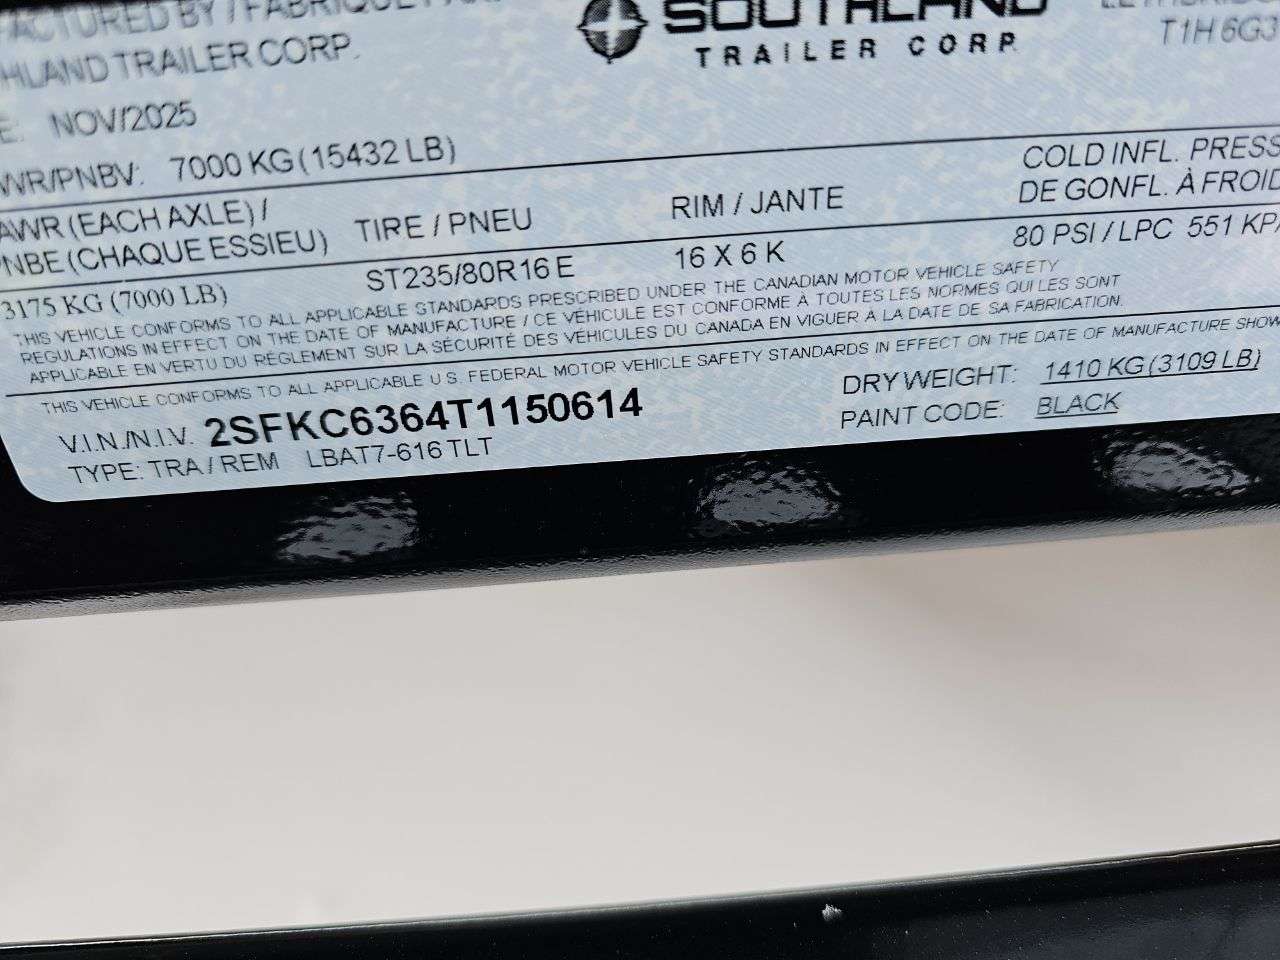 FACTURED BY / FABRIQUÉ PAR
HLAND TRAILER CORP.
SOUTHLAND
TRAILER CORP.
T1H 6G3
E: NOV/2025
WR/PNBV: 7000 KG (15432 LB)
AWR (EACH AXLE) /
NBE (CHAQUE ESSIEU)
TIRE / PNEU
RIM / JANTE
COLD INFL. PRESS
DE GONFL. À FROID
3175 KG (7000 LB)
ST235/80R16 E
16 X 6 K
80 PSI / LPC 551 KP
THIS VEHICLE CONFORMS TO ALL APPLICABLE STANDARDS PRESCRIBED UNDER THE CANADIAN MOTOR VEHICLE SAFETY
REGULATIONS IN EFFECT ON THE DATE OF MANUFACTURE / CE VÉHICULE EST CONFORME À TOUTES LES NORMES QUI LES SONT
APPLICABLE EN VERTU DU RÈGLEMENT SUR LA SÉCURITÉ DES VÉHICULES DU CANADA EN VIGUER À LA DATE DE SA FABRICATION.
THIS VEHICLE CONFORMS TO ALL APPLICABLE U.S. FEDERAL MOTOR VEHICLE SAFETY STANDARDS IN EFFECT ON THE DATE OF MANUFACTURE SHOW
V.I.N./N.I.V. 2SFKC6364T1150614
DRY WEIGHT: 1410 KG (3109 LB)
TYPE: TRA / REM LBAT7-616 TLT
PAINT CODE: BLACK